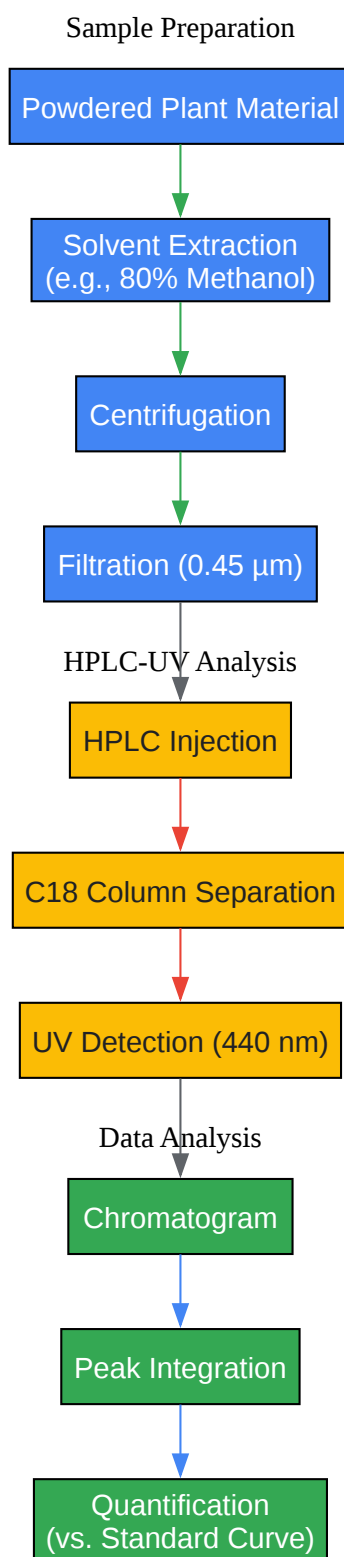 Sample Preparation
Powdered Plant Material
Solvent Extraction
(e.g., 80% Methanol)
Centrifugation
Filtration (0.45 µm)
HPLC-UV Analysis
HPLC Injection
C18 Column Separation
UV Detection (440 nm)
Data Analysis
Chromatogram
Peak Integration
Quantification
(vs. Standard Curve)